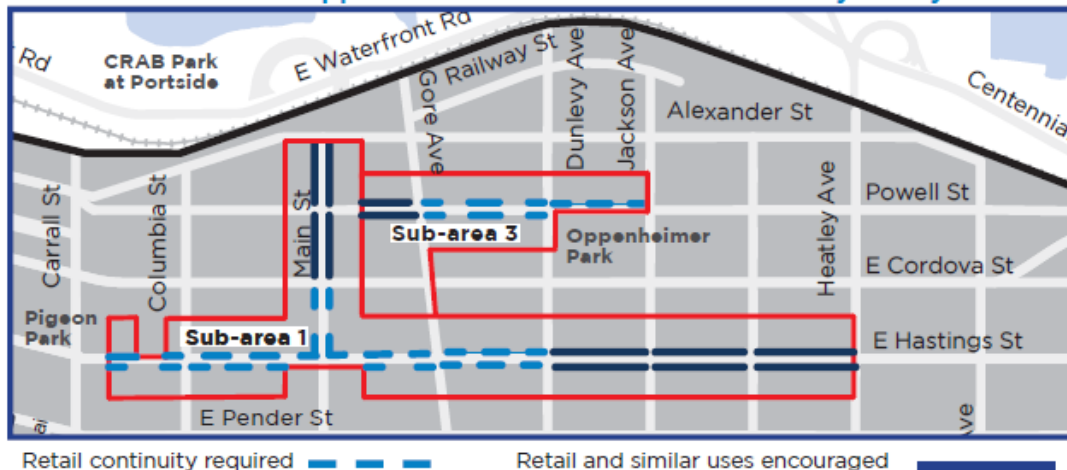 E Waterfront Rd
Rd
CRAB Park
at Portside
Railway St
Gore Ave
Dunlevy Ave
Jackson Ave
Centennia
Alexander St
Carrall St
Columbia St
Main St
Heatley Ave
Powell St
Sub-area 3
Oppenheimer
Park
E Cordova St
Pigeon
Park
Sub-area 1
E Hastings St
E Pender St
ai
ve
Retail continuity required
Retail and similar uses encouraged